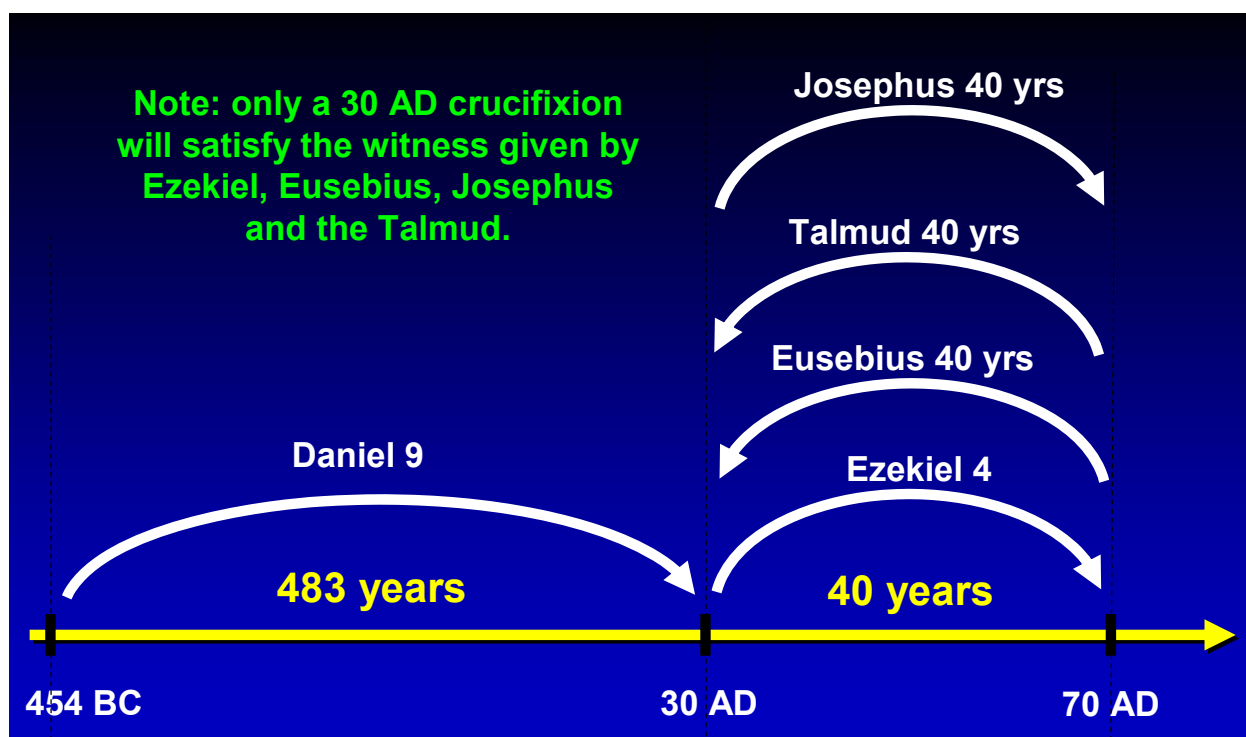 Note: only a 30 AD crucifixion
will satisfy the witness given by
Ezekiel, Eusebius, Josephus
and the Talmud.
Josephus 40 yrs
Talmud 40 yrs
Eusebius 40 yrs
Daniel 9
Ezekiel 4
483 years
40 years
454 BC
30 AD
70 AD